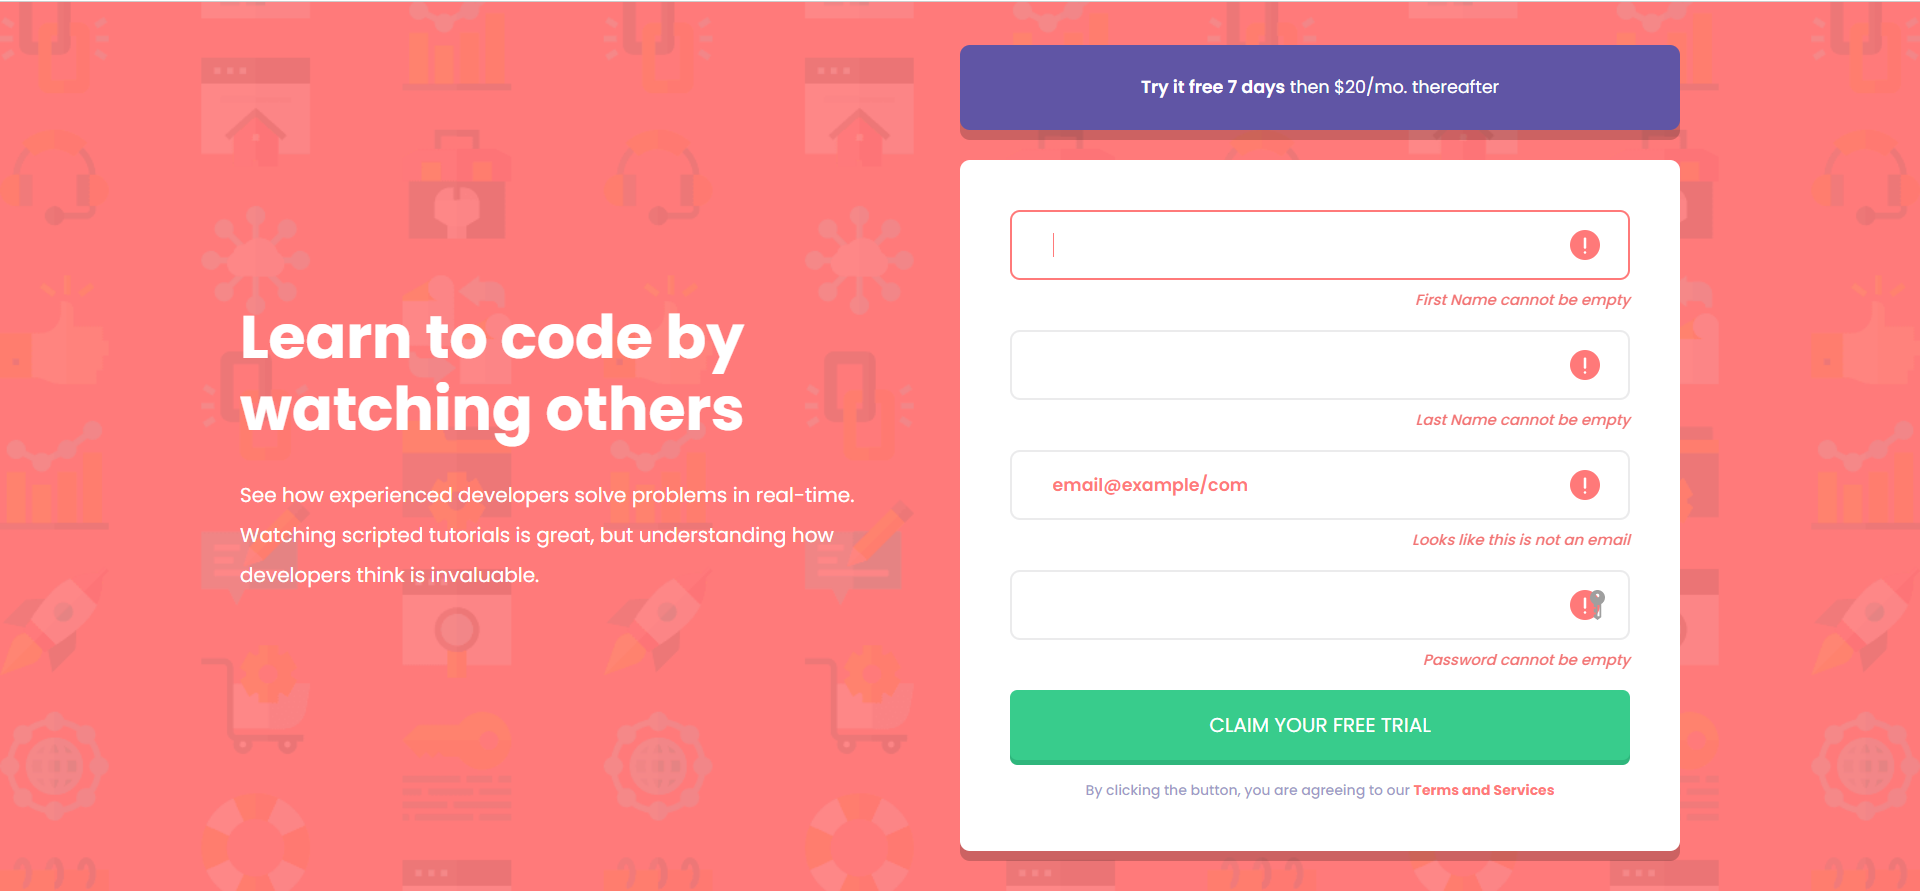 Try it free 7 days then $20/mo. thereafter
Learn to code by
watching others
See how experienced developers solve problems in real-time.
Watching scripted tutorials is great, but understanding how
developers think is invaluable.
First Name cannot be empty
Last Name cannot be empty
email@example/com
Looks like this is not an email
Password cannot be empty
CLAIM YOUR FREE TRIAL
By clicking the button, you are agreeing to our Terms and Services